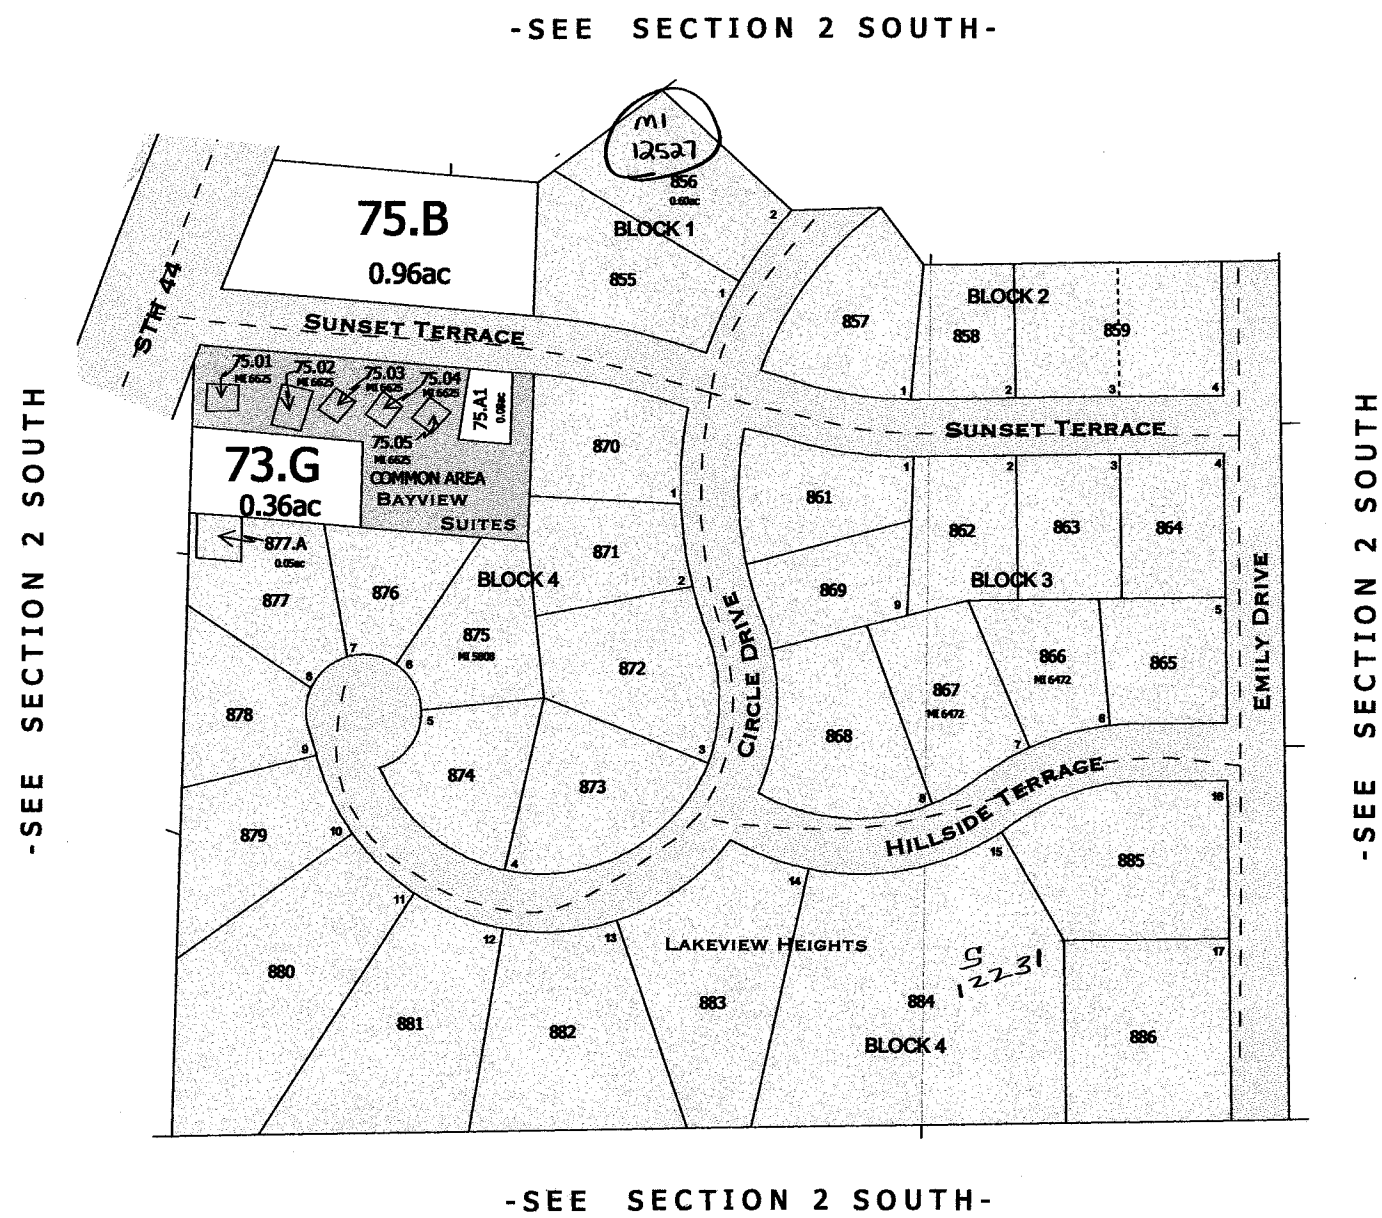 -SEE SECTION 2 SOUTH-
MI
12527
856
0.60ac
2
75.B
0.96ac
BLOCK 1
855
1
STH 44
SUNSET TERRACE
857
1
BLOCK 2
858
2
859
3
4
75.01
MI 6625
75.02
MI 6625
75.03
MI 6625
75.04
MI 6625
75.A1
0.08ac
75.05
MI 6625
COMMON AREA
BAYVIEW
SUITES
73.G
0.36ac
870
1
SUNSET TERRACE
861
1
2
3
4
862
863
864
877.A
0.05ac
877
876
BLOCK 4
871
2
869
9
BLOCK 3
5
EMILY DRIVE
875
MI 5808
7
6
8
872
CIRCLE DRIVE
866
MI 6472
865
867
MI 6472
6
7
878
5
9
3
868
8
874
873
HILLSIDE TERRACE
16
879
10
4
15
885
11
14
12
13
LAKEVIEW HEIGHTS
S
12231
17
880
883
884
881
882
BLOCK 4
886
-SEE SECTION 2 SOUTH-
-SEE SECTION 2 SOUTH-
-SEE SECTION 2 SOUTH-